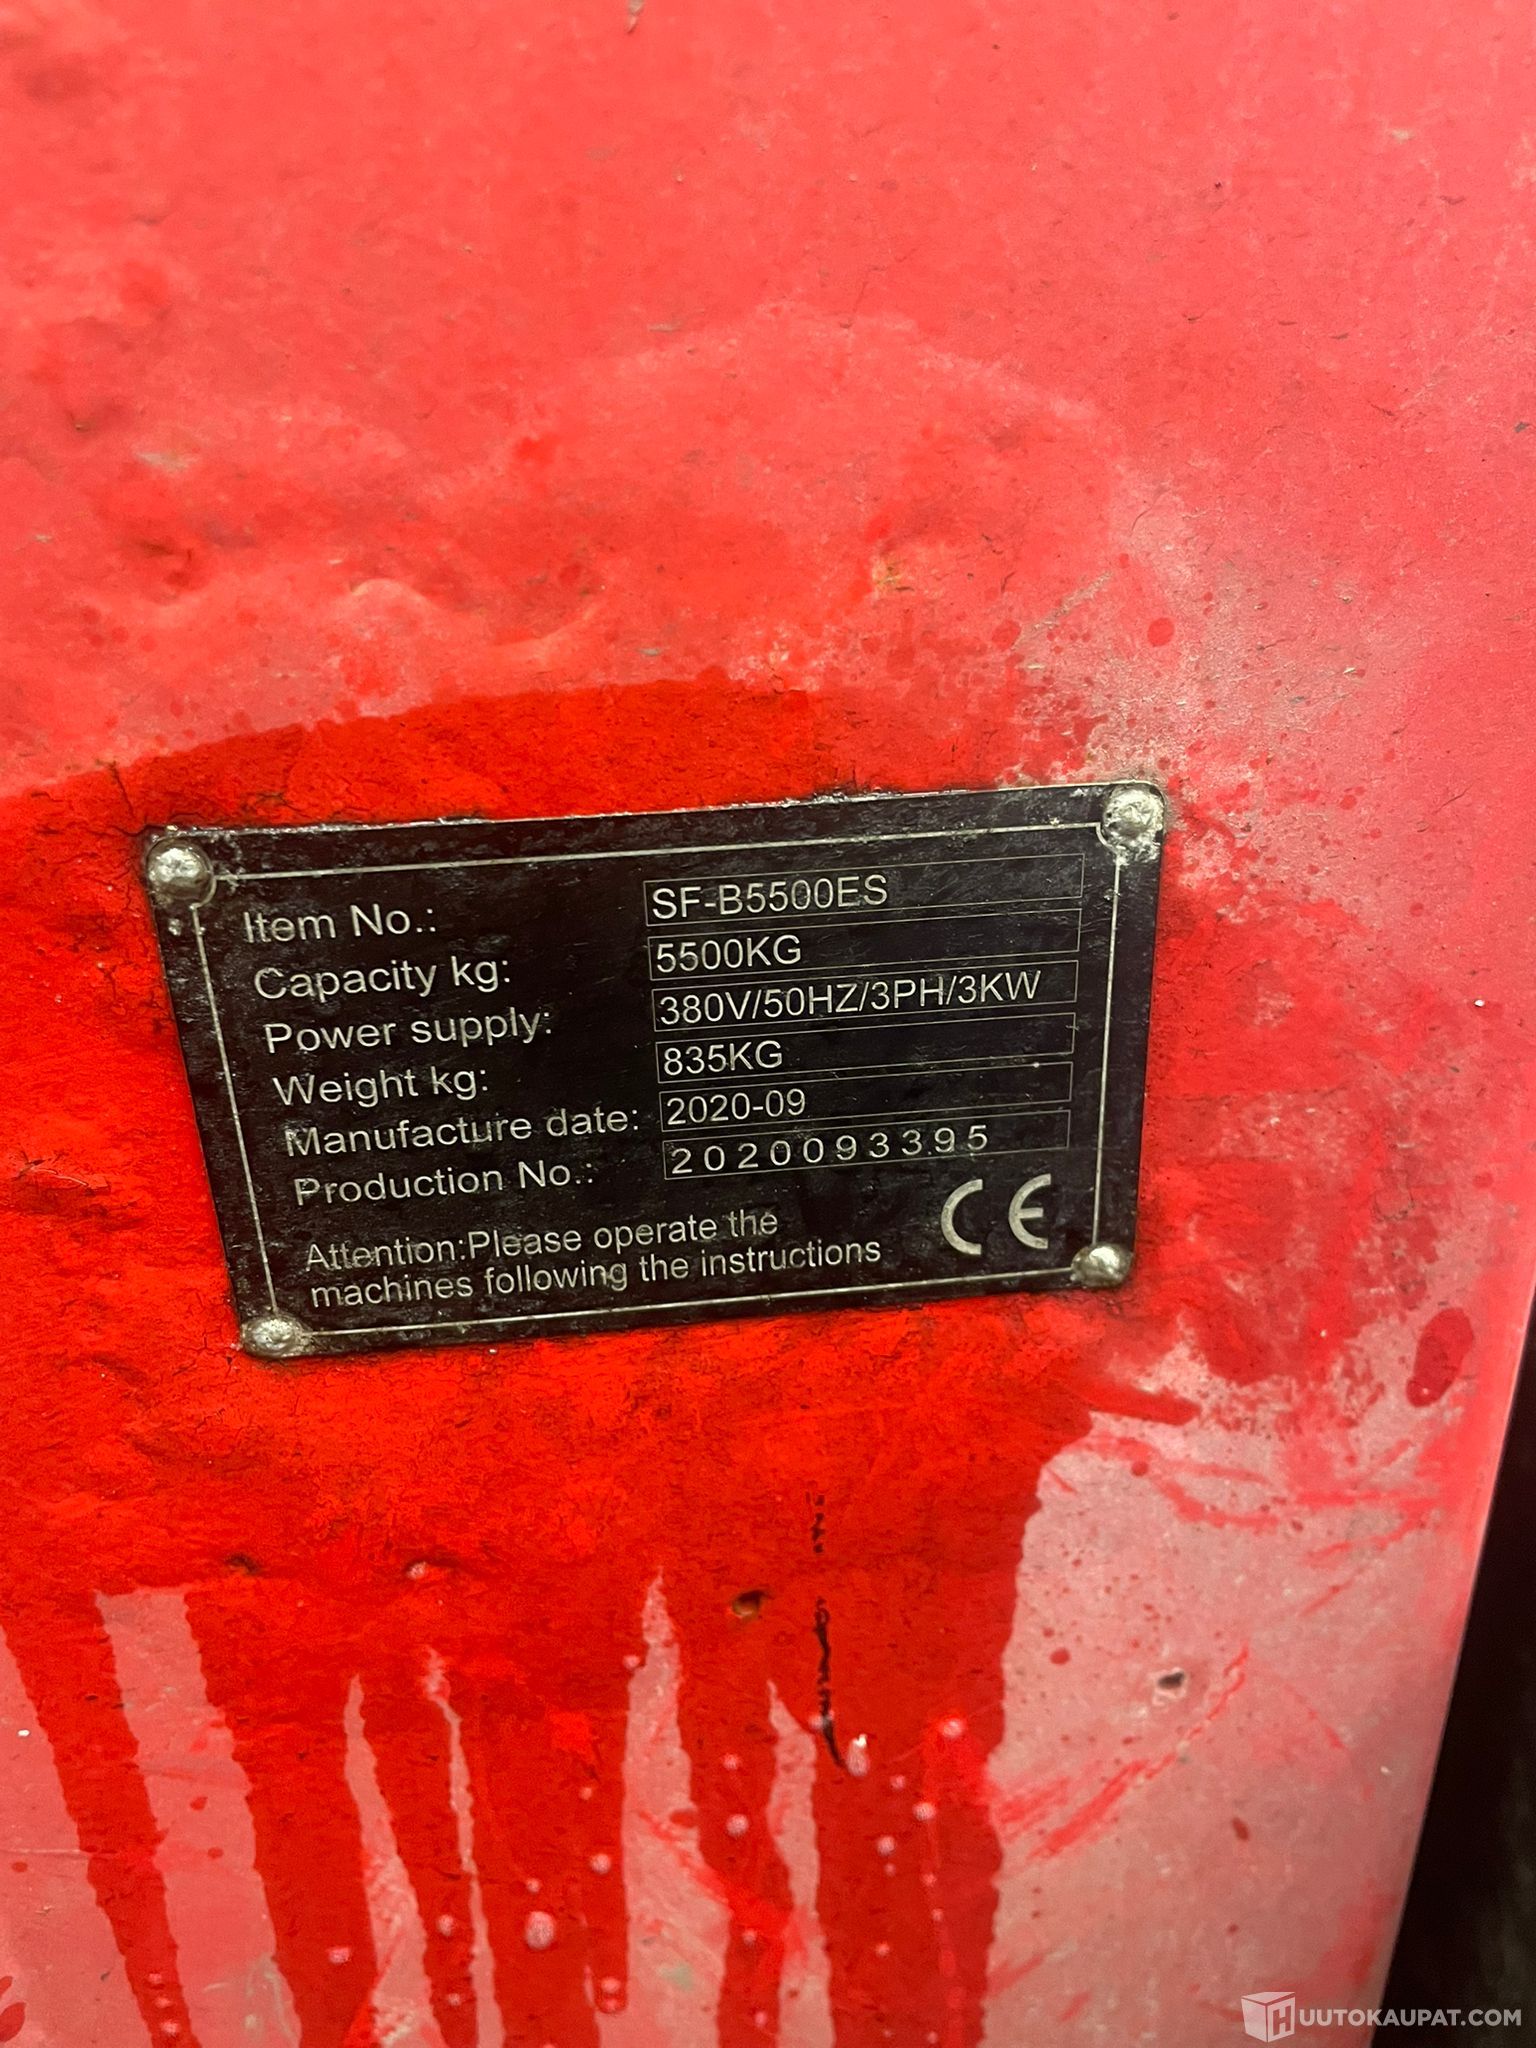 Item No.: SF-B5500ES
Capacity kg: 5500KG
Power supply: 380V/50HZ/3PH/3KW
Weight kg: 835KG
Manufacture date: 2020-09
Production No.: 2020093395
Attention:Please operate the
machines following the instructions
CE
HUUTOKAUPAT.COM